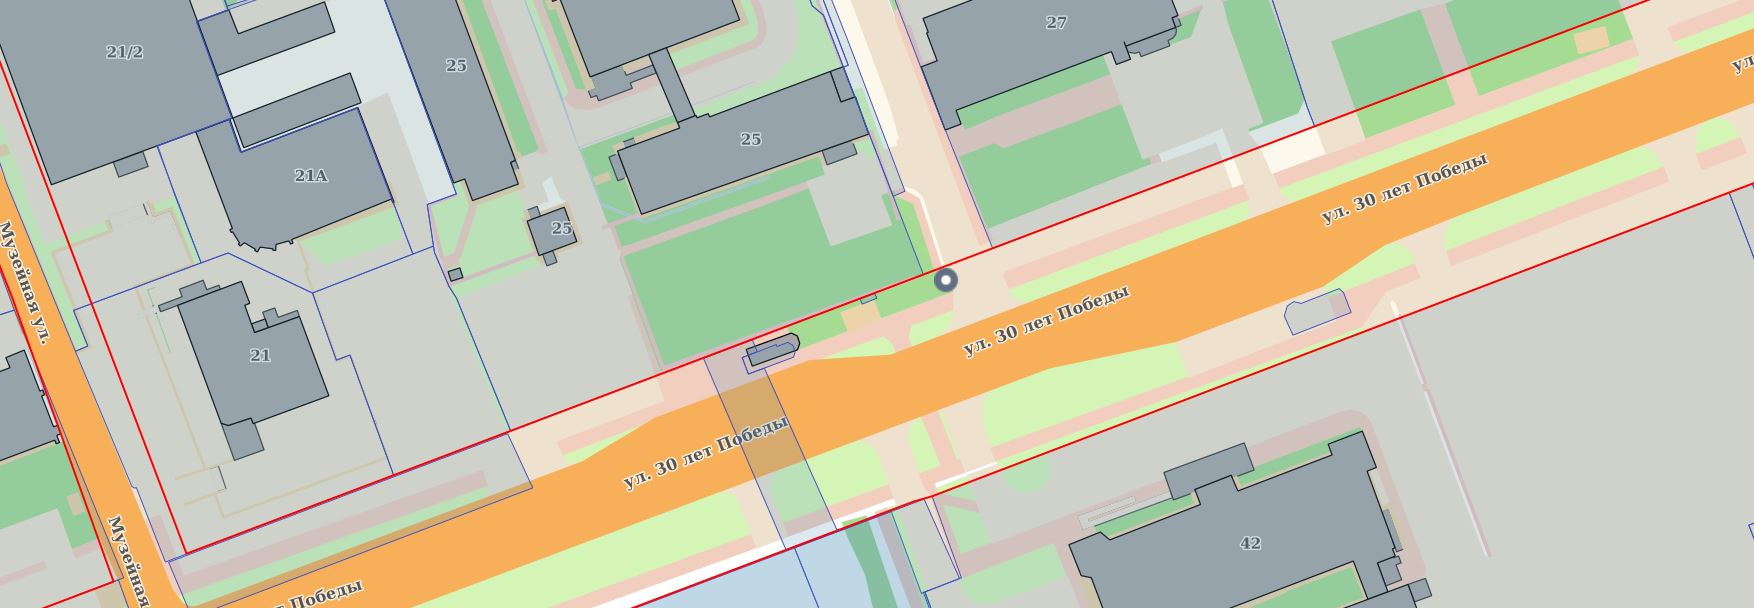 21/2
25
27
ул
25
21А
ул. 30 лет Победы
25
Музейная ул.
ул. 30 лет Победы
21
ул. 30 лет Победы
42
Музейная
т Победы